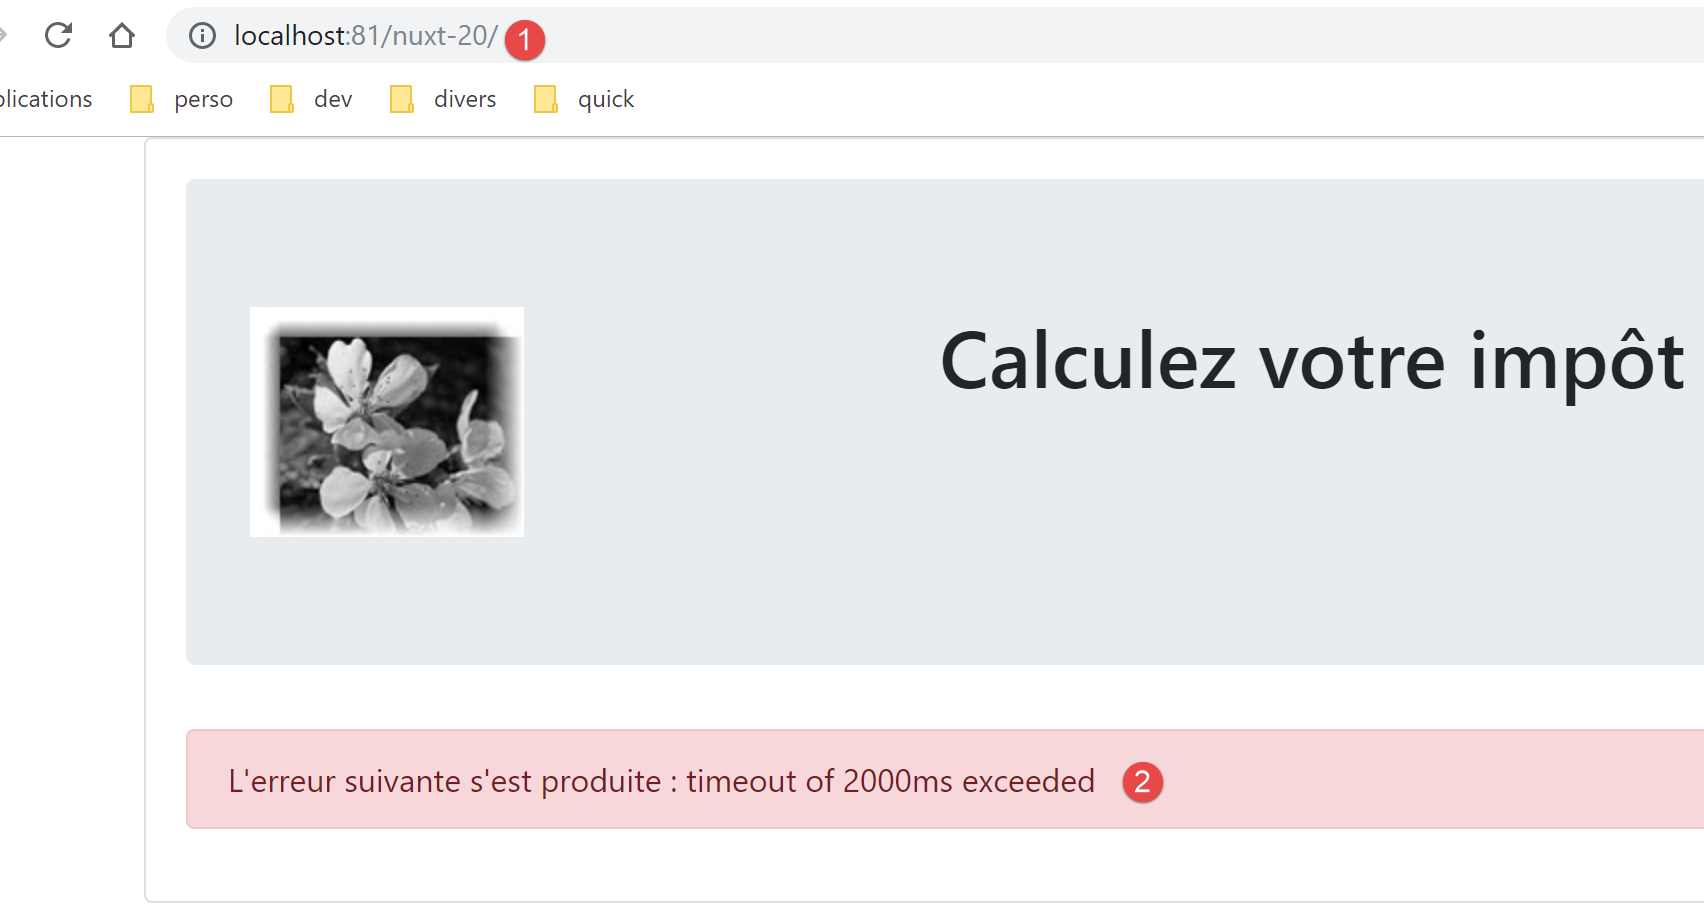 localhost:81/nuxt-20/ 1
plications perso dev divers quick
Calculez votre impôt
L'erreur suivante s'est produite : timeout of 2000ms exceeded 2